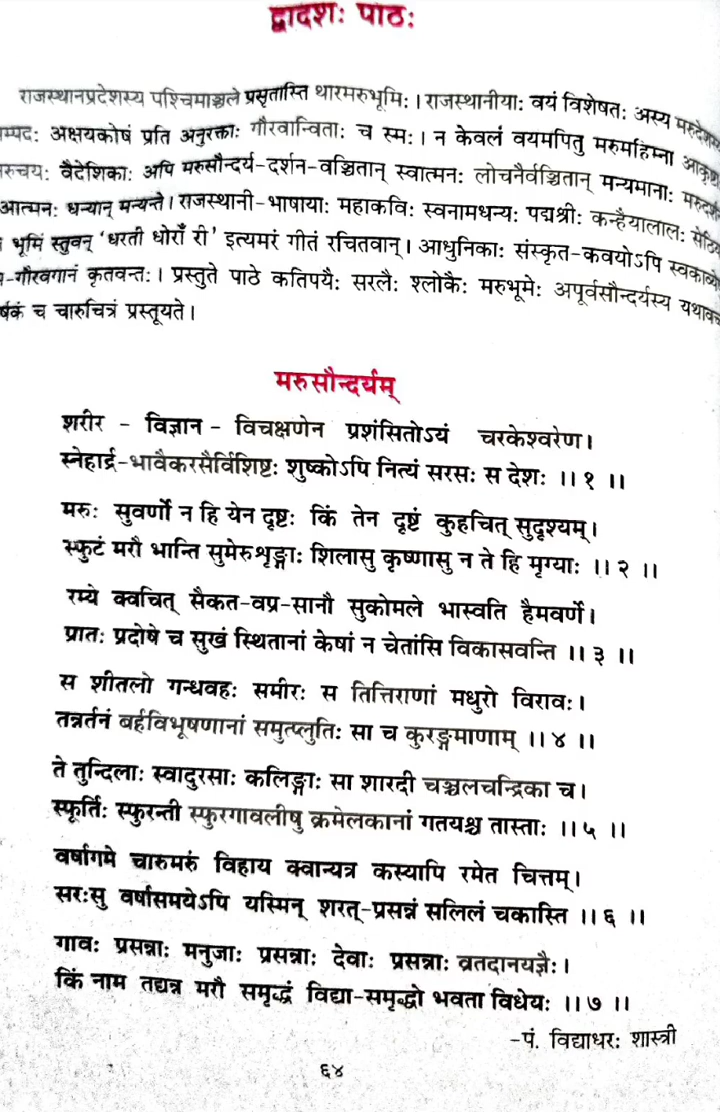 द्वादशः पाठः
राजस्थानप्रदेशस्य पश्चिमाञ्चले प्रसृतास्ति थारमरुभूमिः। राजस्थानीयाः वयं विशेषतः अस्य मरुदेशस्य
म्पदः अक्षयकोषं प्रति अनुरक्ताः गौरवान्विताः च स्मः। न केवलं वयमपितु मरुमहिम्ना
वैदेशिकाः अपि मरुसौन्दर्य-दर्शन-वञ्चितान् स्वात्मनः लोचनैर्वञ्चितान् मन्यमानाः
आत्मनः धन्यान् मन्यन्ते। राजस्थानी-भाषायाः महाकविः स्वनामधन्यः पद्मश्रीः कन्हैयालालः
भूमिं स्तुवन् 'धरती धोराँ री' इत्यमरं गीतं रचितवान्। आधुनिकाः संस्कृत-कवयोऽपि
-गौरवगानं कृतवन्तः। प्रस्तुते पाठे कतिपयैः सरलैः श्लोकैः मरुभूमेः अपूर्वसौन्दर्यस्य
र्षकं च चारुचित्रं प्रस्तूयते।
मरुसौन्दर्यम्
शरीर - विज्ञान - विचक्षणेन प्रशंसितोऽयं चरकेश्वरेण।
स्नेहार्द्र-भावैकरसैर्विशिष्टः शुष्कोऽपि नित्यं सरसः स देशः ।। १ ।।
मरुः सुवर्णो न हि येन दृष्टः किं तेन दृष्टं कुहचित् सुदृश्यम्।
स्फुटं मरौ भान्ति सुमेरुशृङ्गाः शिलासु कृष्णासु न ते हि मृग्याः ।। २ ।।
रम्ये क्वचित् सैकत-वप्र-सानौ सुकोमले भास्वति हैमवर्णे।
प्रातः प्रदोषे च सुखं स्थितानां केषां न चेतांसि विकासवन्ति ।। ३ ।।
स शीतलो गन्धवहः समीरः स तित्तिराणां मधुरो विरावः।
तन्नर्तनं बर्हविभूषणानां समुत्प्लुतिः सा च कुरङ्गमाणाम् ।। ४ ।।
ते तुन्दिलाः स्वादुरसाः कलिङ्गाः सा शारदी चञ्चलचन्द्रिका च।
स्फूर्तिः स्फुरन्ती स्फुरगावलीषु क्रमेलकानां गतयश्च तास्ताः ।। ५ ।।
वर्षागमे चारुमरुं विहाय क्वान्यत्र कस्यापि रमेत चित्तम्।
सरःसु वर्षासमयेऽपि यस्मिन् शरत्-प्रसन्नं सलिलं चकास्ति ।। ६ ।।
गावः प्रसन्नाः मनुजाः प्रसन्नाः देवाः प्रसन्नाः व्रतदानयज्ञैः।
किं नाम तद्यन्न मरौ समृद्धं विद्या-समृद्धो भवता विधेयः ।। ७ ।।
-पं. विद्याधरः शास्त्री
६४